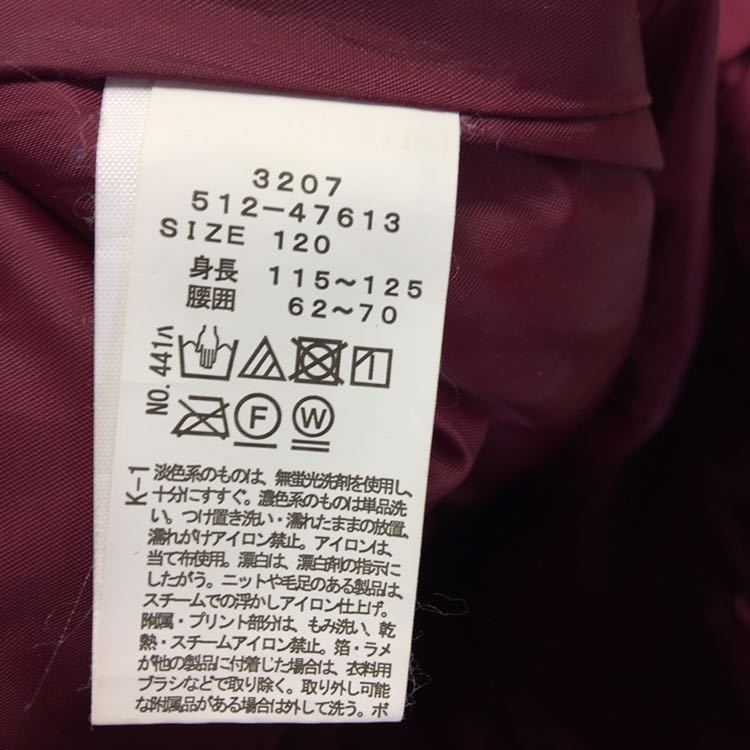 3207
512-47613
SIZE 120
身長 115~125
腰囲 62~70
NO.441ハ
F W
K-1
淡色系のものは、無蛍光洗剤を使用し、
十分にすすぐ。濃色系のものは単品洗
い。つけ置き洗い・濡れたままの放置、
濡れがけアイロン禁止。アイロンは、
当て布使用。漂白は、漂白剤の指示に
したがう。ニットや毛足のある製品は、
スチームでの浮かしアイロン仕上げ。
附属・プリント部分は、もみ洗い、乾
熱・スチームアイロン禁止。箔・ラメ
が他の製品に付着した場合は、衣料用
ブラシなどで取り除く。取り外し可能
な附属品がある場合は外して洗う。ボ